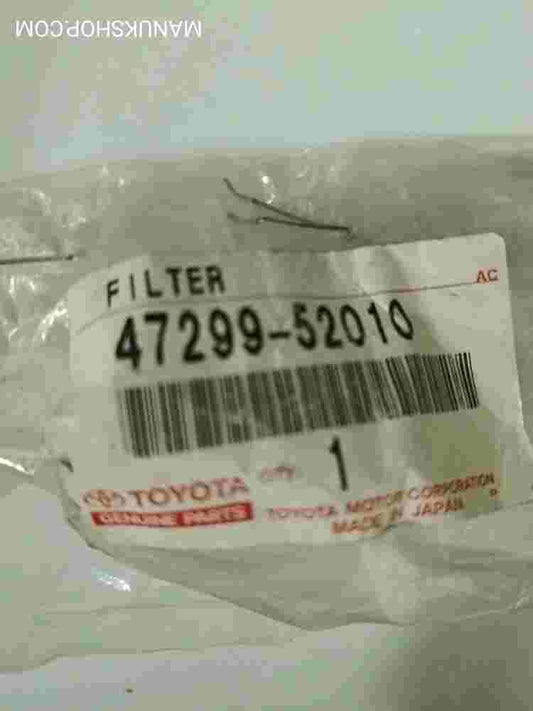 MANUKSHOP.COM
FILTER
AC
47299-52010
QTY. 1
TOYOTA
GENUINE PARTS
TOYOTA MOTOR CORPORATION
MADE IN JAPAN